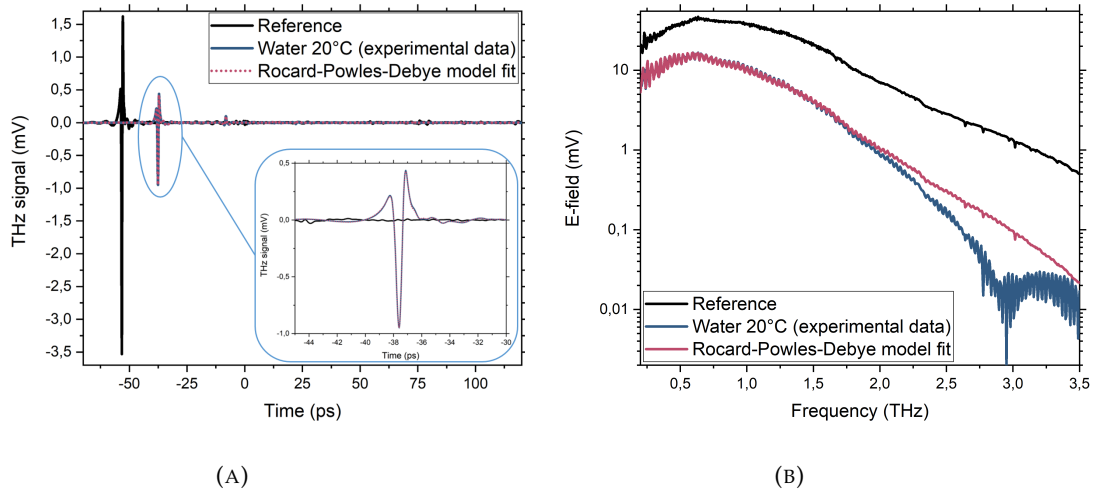 Reference
Water 20°C (experimental data)
Rocard-Powles-Debye model fit
1,5
1,0
0,5
0,0
-0,5
-1,0
-1,5
-2,0
-2,5
-3,0
-3,5
THz signal (mV)
-50
-25
0
25
50
75
100
Time (ps)
0,5
0,0
-0,5
-1,0
THz signal (mV)
-44
-42
-40
-38
-36
-34
-32
-30
Time (ps)
(A)
10
1
0,1
0,01
E-field (mV)
Reference
Water 20°C (experimental data)
Rocard-Powles-Debye model fit
0,5
1,0
1,5
2,0
2,5
3,0
3,5
Frequency (THz)
(B)